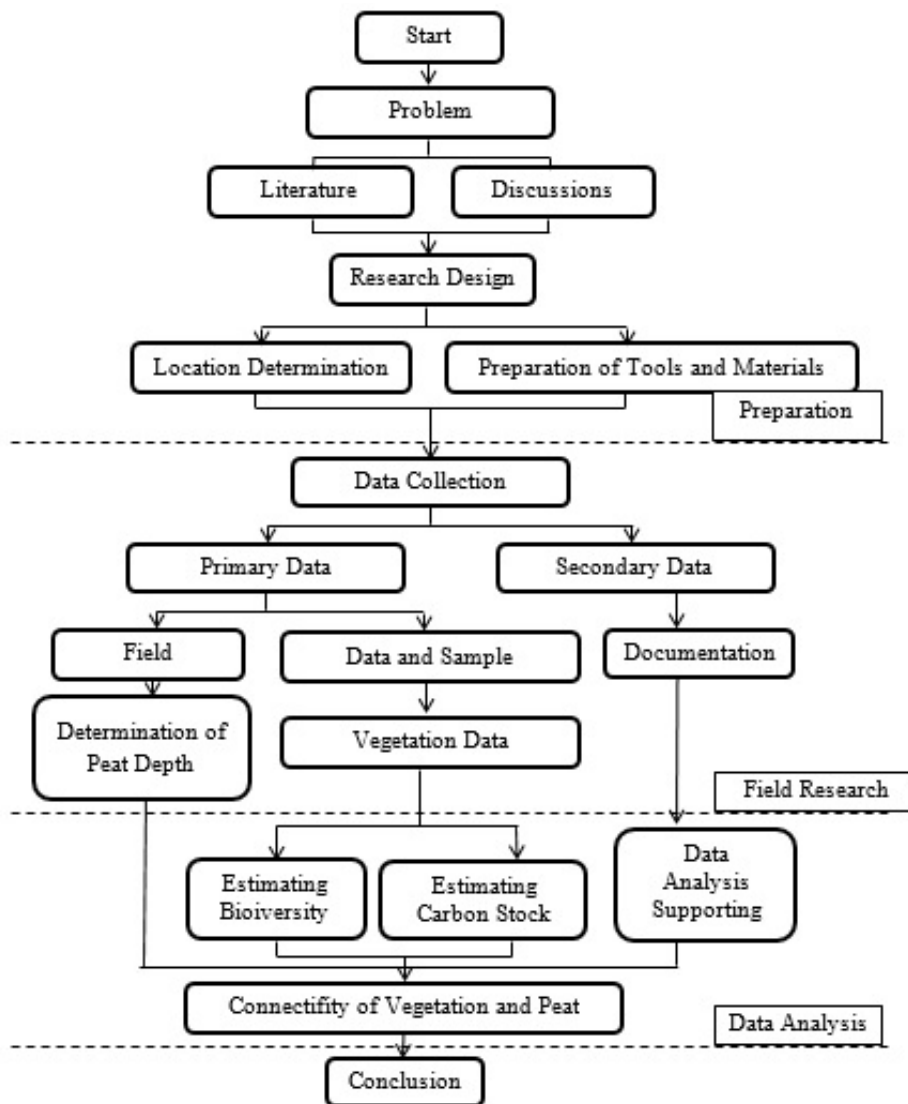 Start
Problem
Literature
Discussions
Research Design
Location Determination
Preparation of Tools and Materials
Preparation
Data Collection
Primary Data
Secondary Data
Field
Data and Sample
Documentation
Determination of
Peat Depth
Vegetation Data
Field Research
Estimating
Bioiversity
Estimating
Carbon Stock
Data
Analysis
Supporting
Connectifity of Vegetation and Peat
Data Analysis
Conclusion